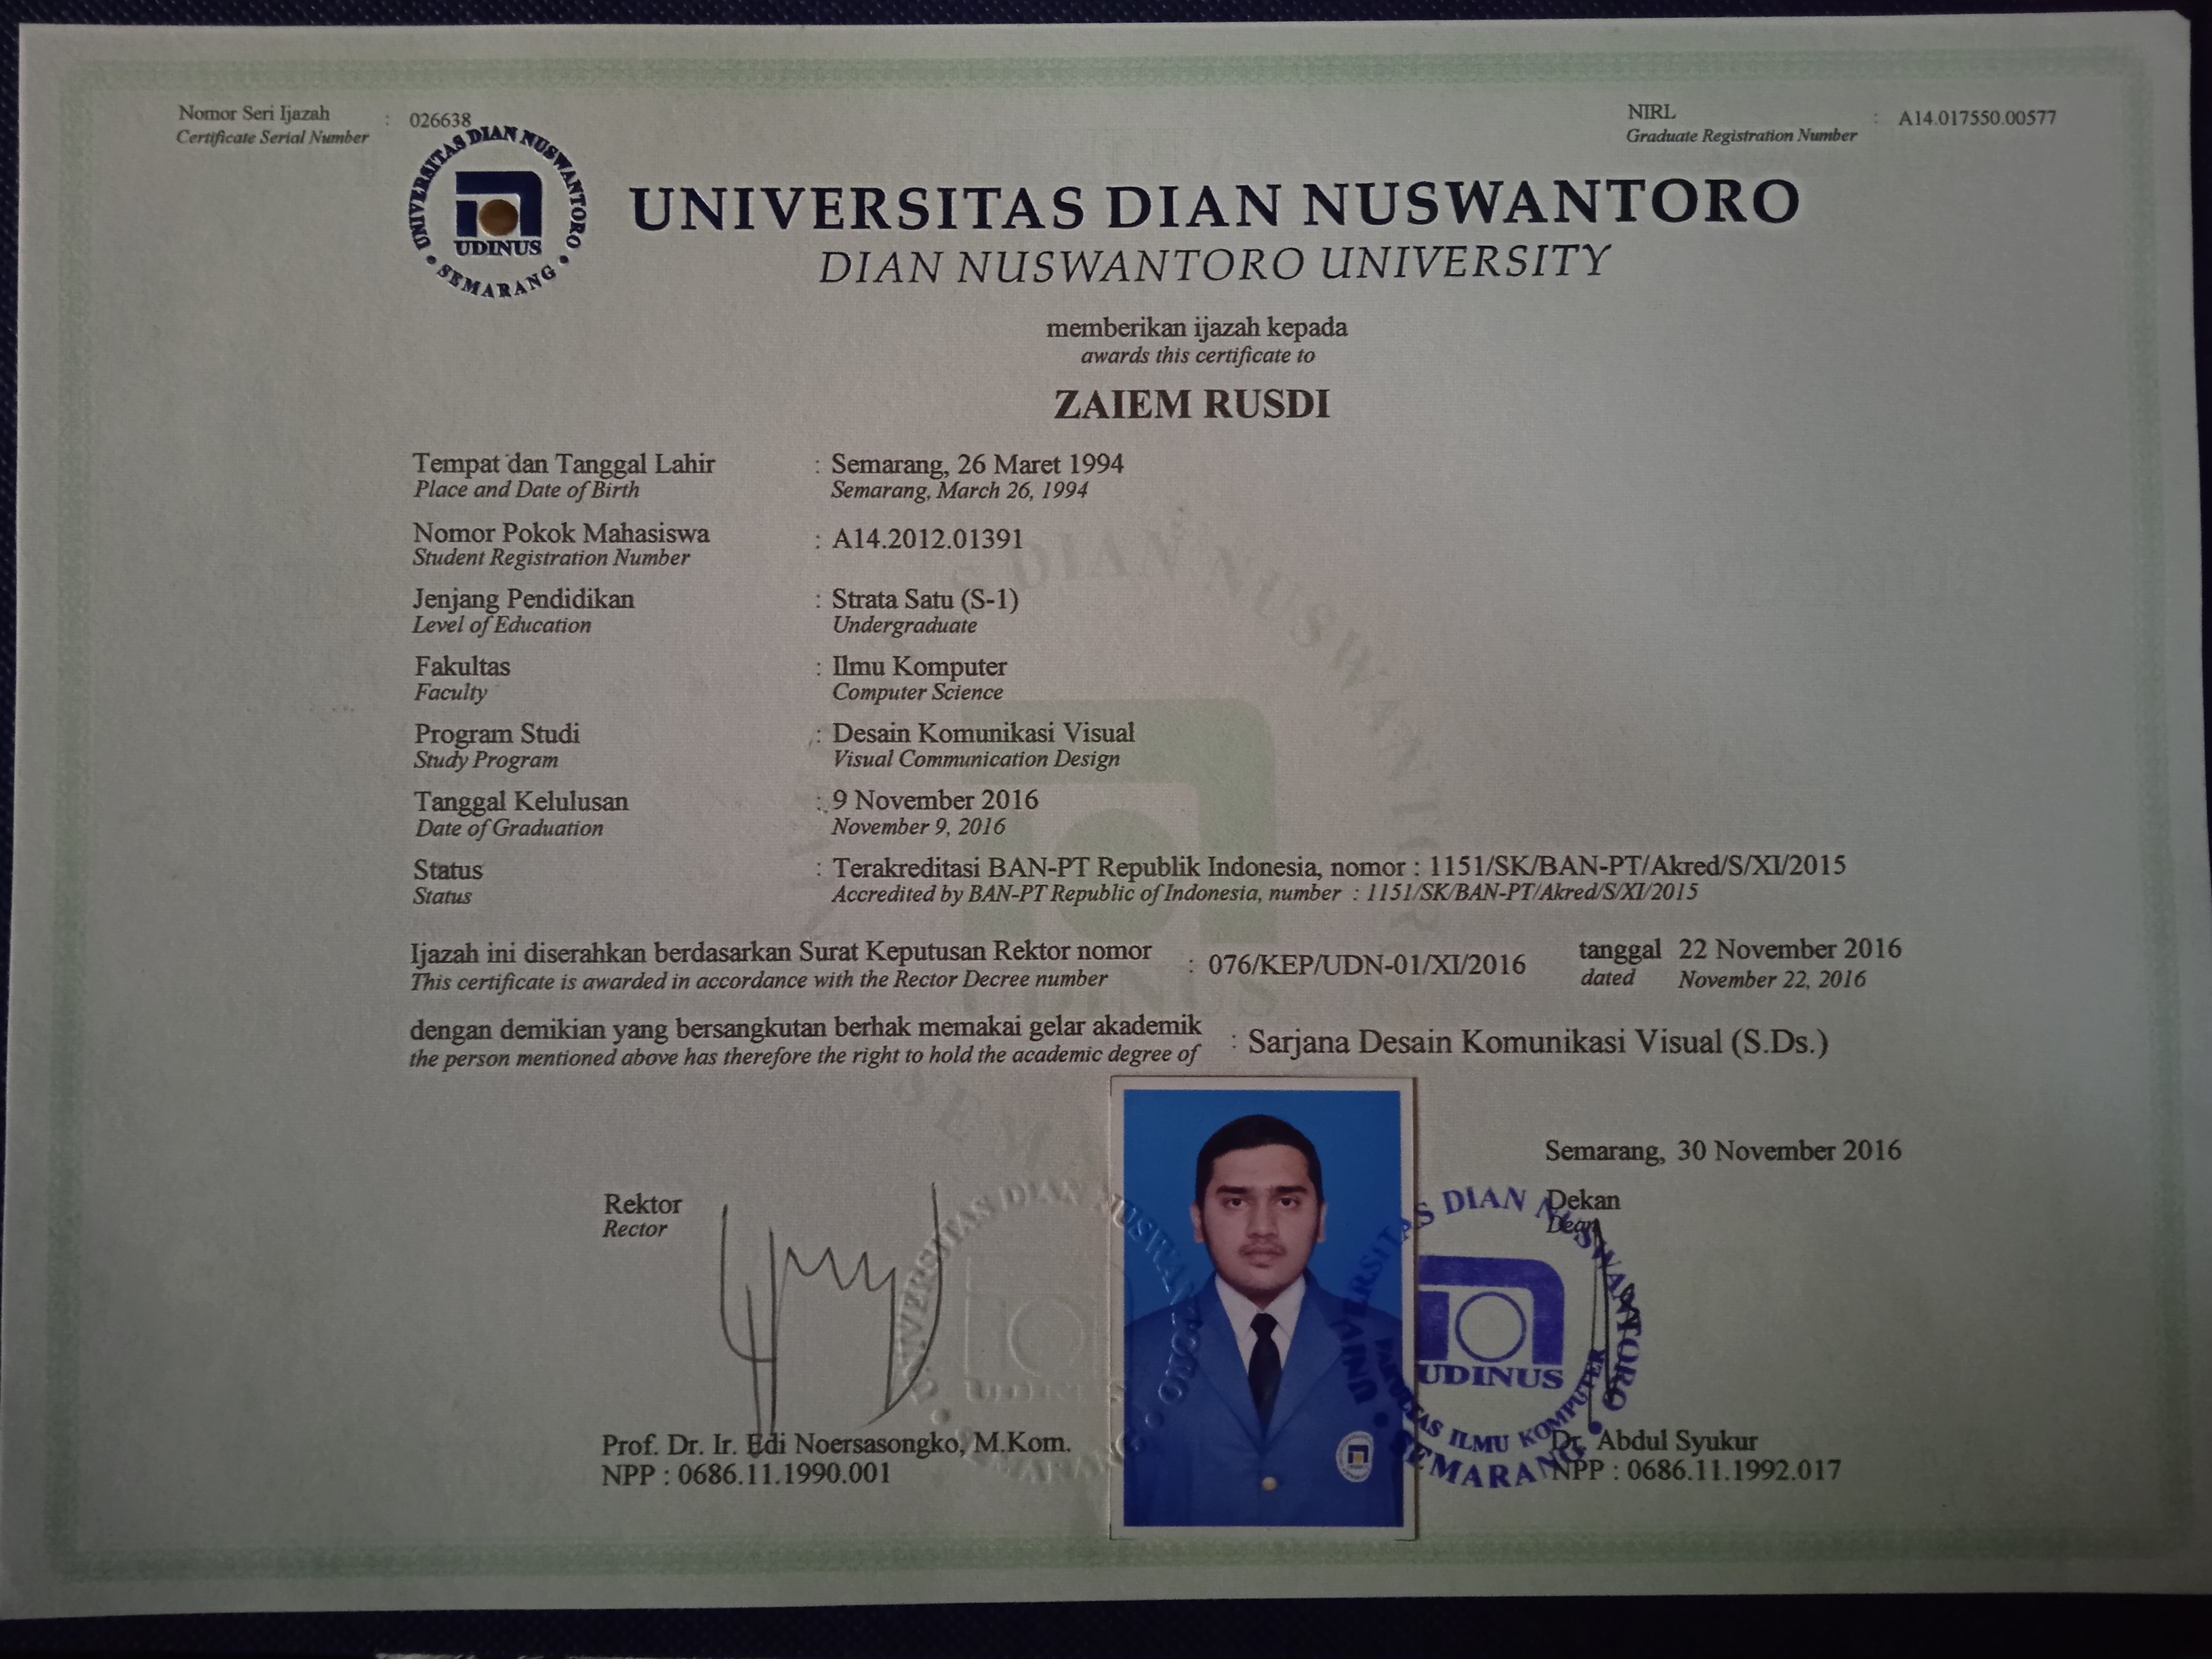 Nomor Seri Ijazah : 026638
Certificate Serial Number
NIRL : A14.017550.00577
Graduate Registration Number
UNIVERSITAS DIAN NUSWANTORO
UDINUS
SEMARANG
UNIVERSITAS DIAN NUSWANTORO
DIAN NUSWANTORO UNIVERSITY
memberikan ijazah kepada
awards this certificate to
ZAIEM RUSDI
Tempat dan Tanggal Lahir : Semarang, 26 Maret 1994
Place and Date of Birth Semarang, March 26, 1994
Nomor Pokok Mahasiswa : A14.2012.01391
Student Registration Number
Jenjang Pendidikan : Strata Satu (S-1)
Level of Education Undergraduate
Fakultas : Ilmu Komputer
Faculty Computer Science
Program Studi : Desain Komunikasi Visual
Study Program Visual Communication Design
Tanggal Kelulusan : 9 November 2016
Date of Graduation November 9, 2016
Status : Terakreditasi BAN-PT Republik Indonesia, nomor : 1151/SK/BAN-PT/Akred/S/XI/2015
Status Accredited by BAN-PT Republic of Indonesia, number : 1151/SK/BAN-PT/Akred/S/XI/2015
Ijazah ini diserahkan berdasarkan Surat Keputusan Rektor nomor : 076/KEP/UDN-01/XI/2016 tanggal 22 November 2016
This certificate is awarded in accordance with the Rector Decree number dated November 22, 2016
dengan demikian yang bersangkutan berhak memakai gelar akademik : Sarjana Desain Komunikasi Visual (S.Ds.)
the person mentioned above has therefore the right to hold the academic degree of
Semarang, 30 November 2016
Rektor
Rector
Dekan
Dean
UNIVERSITAS DIAN NUSWANTORO
UDINUS
SEMARANG
UNIVERSITAS DIAN NUSWANTORO
UDINUS
FAKULTAS ILMU KOMPUTER
SEMARANG
Prof. Dr. Ir. Edi Noersasongko, M.Kom.
NPP : 0686.11.1990.001
Dr. Abdul Syukur
NPP : 0686.11.1992.017